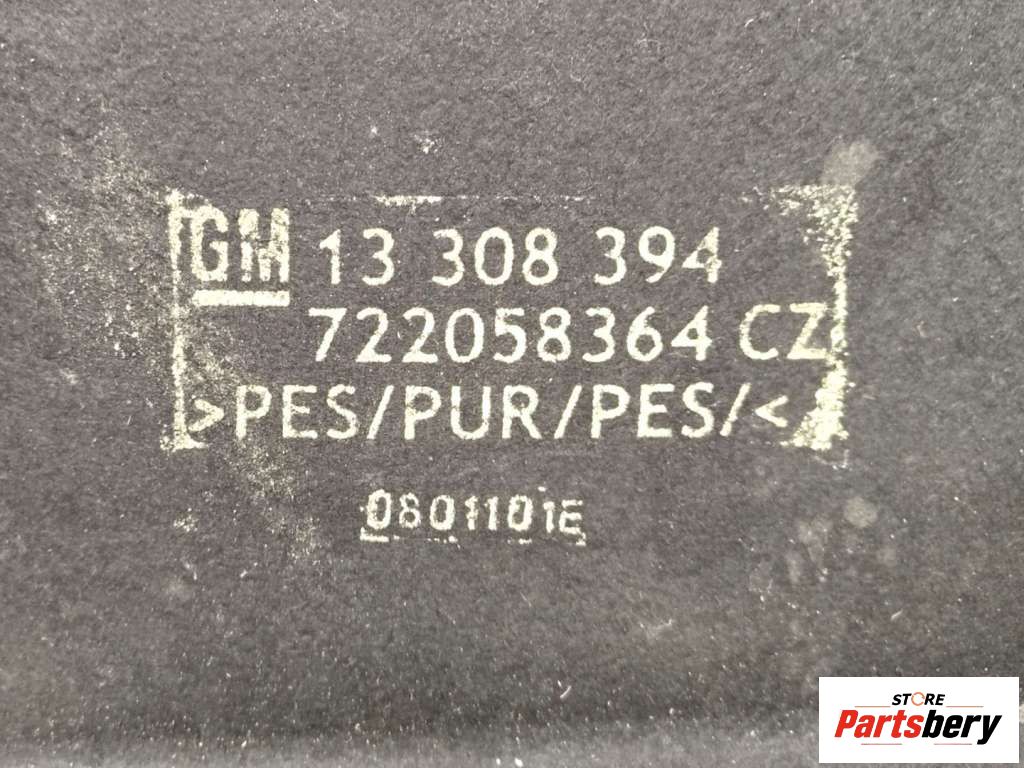 GM 13 308 394
722058364 CZ
>PES/PUR/PES/<
0801101E
STORE
Partsbery